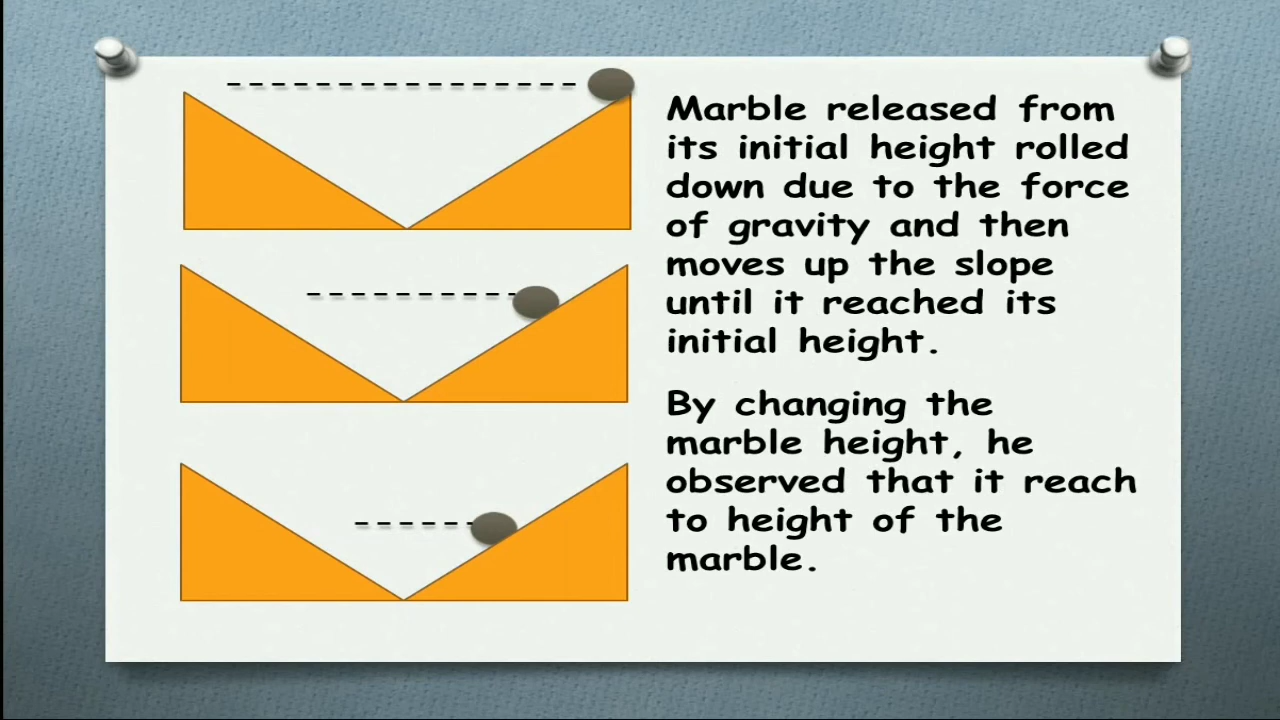 Marble released from
its initial height rolled
down due to the force
of gravity and then
moves up the slope
until it reached its
initial height.
By changing the
marble height, he
observed that it reach
to height of the
marble.